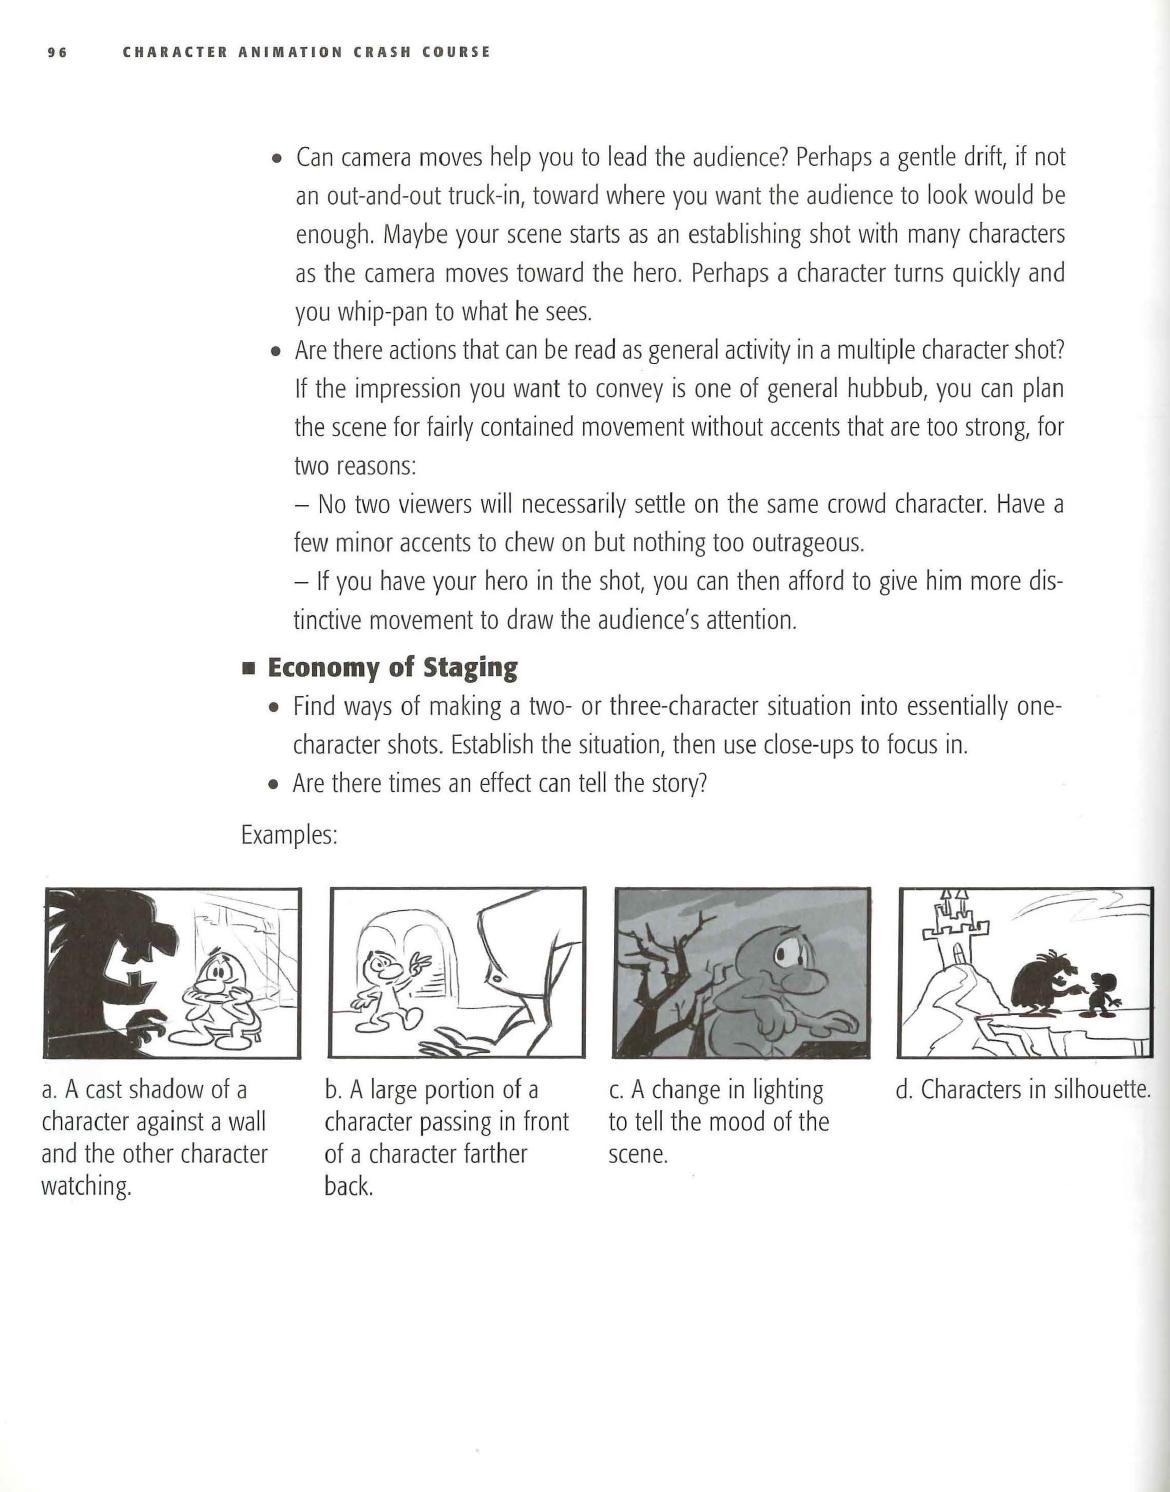 96 CHARACTER ANIMATION CRASH COURSE
• Can camera moves help you to lead the audience? Perhaps a gentle drift, if not
an out-and-out truck-in, toward where you want the audience to look would be
enough. Maybe your scene starts as an establishing shot with many characters
as the camera moves toward the hero. Perhaps a character turns quickly and
you whip-pan to what he sees.
• Are there actions that can be read as general activity in a multiple character shot?
If the impression you want to convey is one of general hubbub, you can plan
the scene for fairly contained movement without accents that are too strong, for
two reasons:
– No two viewers will necessarily settle on the same crowd character. Have a
few minor accents to chew on but nothing too outrageous.
– If you have your hero in the shot, you can then afford to give him more dis-
tinctive movement to draw the audience's attention.
■ Economy of Staging
• Find ways of making a two- or three-character situation into essentially one-
character shots. Establish the situation, then use close-ups to focus in.
• Are there times an effect can tell the story?
Examples:
a. A cast shadow of a
character against a wall
and the other character
watching.
b. A large portion of a
character passing in front
of a character farther
back.
c. A change in lighting
to tell the mood of the
scene.
d. Characters in silhouette.